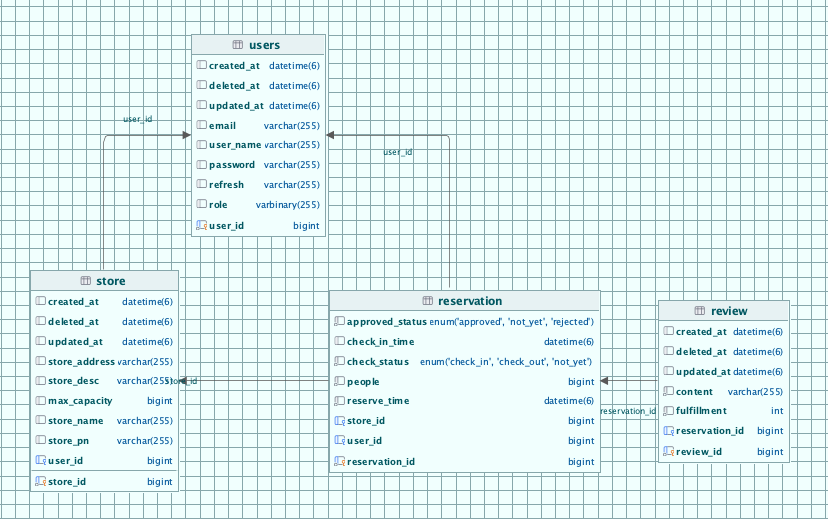 users
created_at datetime(6)
deleted_at datetime(6)
updated_at datetime(6)
email varchar(255)
user_name varchar(255)
password varchar(255)
refresh varchar(255)
role varbinary(255)
user_id bigint
user_id
user_id
store
created_at datetime(6)
deleted_at datetime(6)
updated_at datetime(6)
store_address varchar(255)
store_desc varchar(255)
max_capacity bigint
store_name varchar(255)
store_pn varchar(255)
user_id bigint
store_id bigint
store_id
reservation
approved_status enum('approved', 'not_yet', 'rejected')
check_in_time datetime(6)
check_status enum('check_in', 'check_out', 'not_yet')
people bigint
reserve_time datetime(6)
store_id bigint
user_id bigint
reservation_id bigint
reservation_id
review
created_at datetime(6)
deleted_at datetime(6)
updated_at datetime(6)
content varchar(255)
fulfillment int
reservation_id bigint
review_id bigint